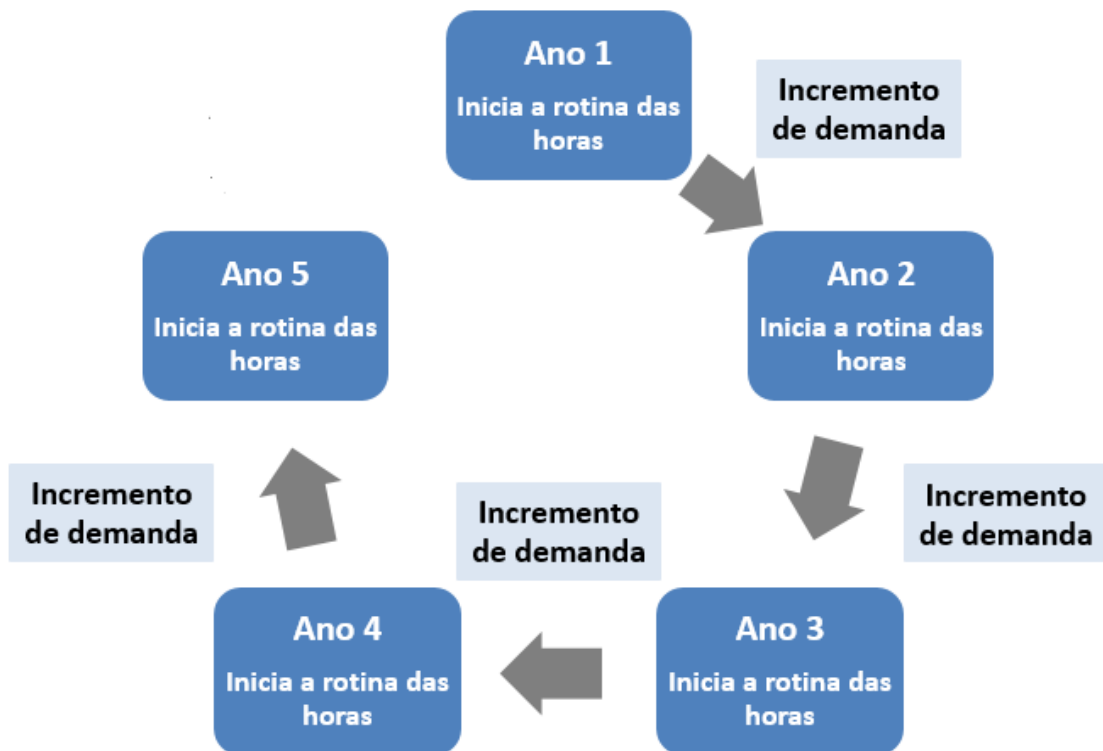 Ano 1
Inicia a rotina das
horas
Incremento
de demanda
Ano 2
Inicia a rotina das
horas
Incremento
de demanda
Ano 3
Inicia a rotina das
horas
Incremento
de demanda
Ano 4
Inicia a rotina das
horas
Incremento
de demanda
Ano 5
Inicia a rotina das
horas